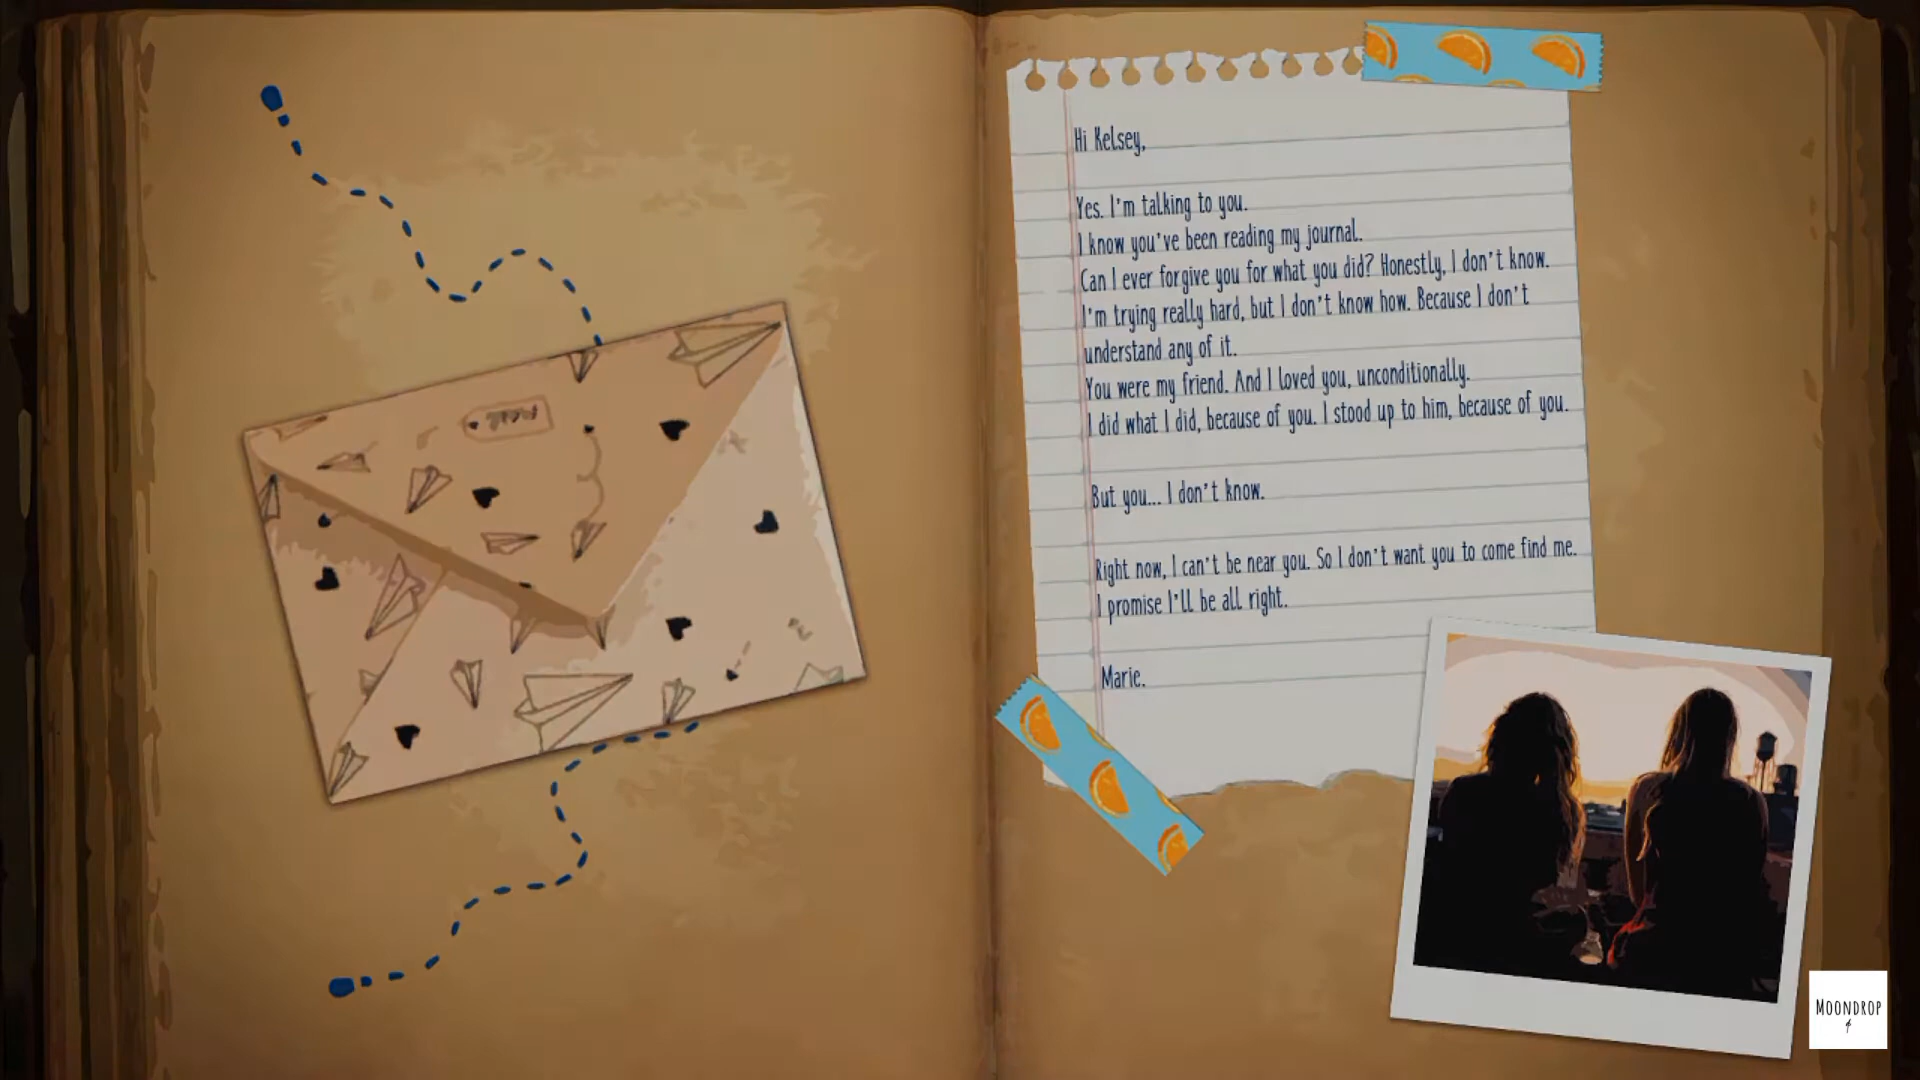 Hi Kelsey,
Yes. I'm talking to you.
I know you've been reading my journal.
Can I ever forgive you for what you did? Honestly, I don't know.
I'm trying really hard, but I don't know how. Because I don't
understand any of it.
You were my friend. And I loved you, unconditionally.
I did what I did, because of you. I stood up to him, because of you.
But you... I don't know.
Right now, I can't be near you. So I don't want you to come find me.
I promise I'll be all right.
Marie.
MOONDROP